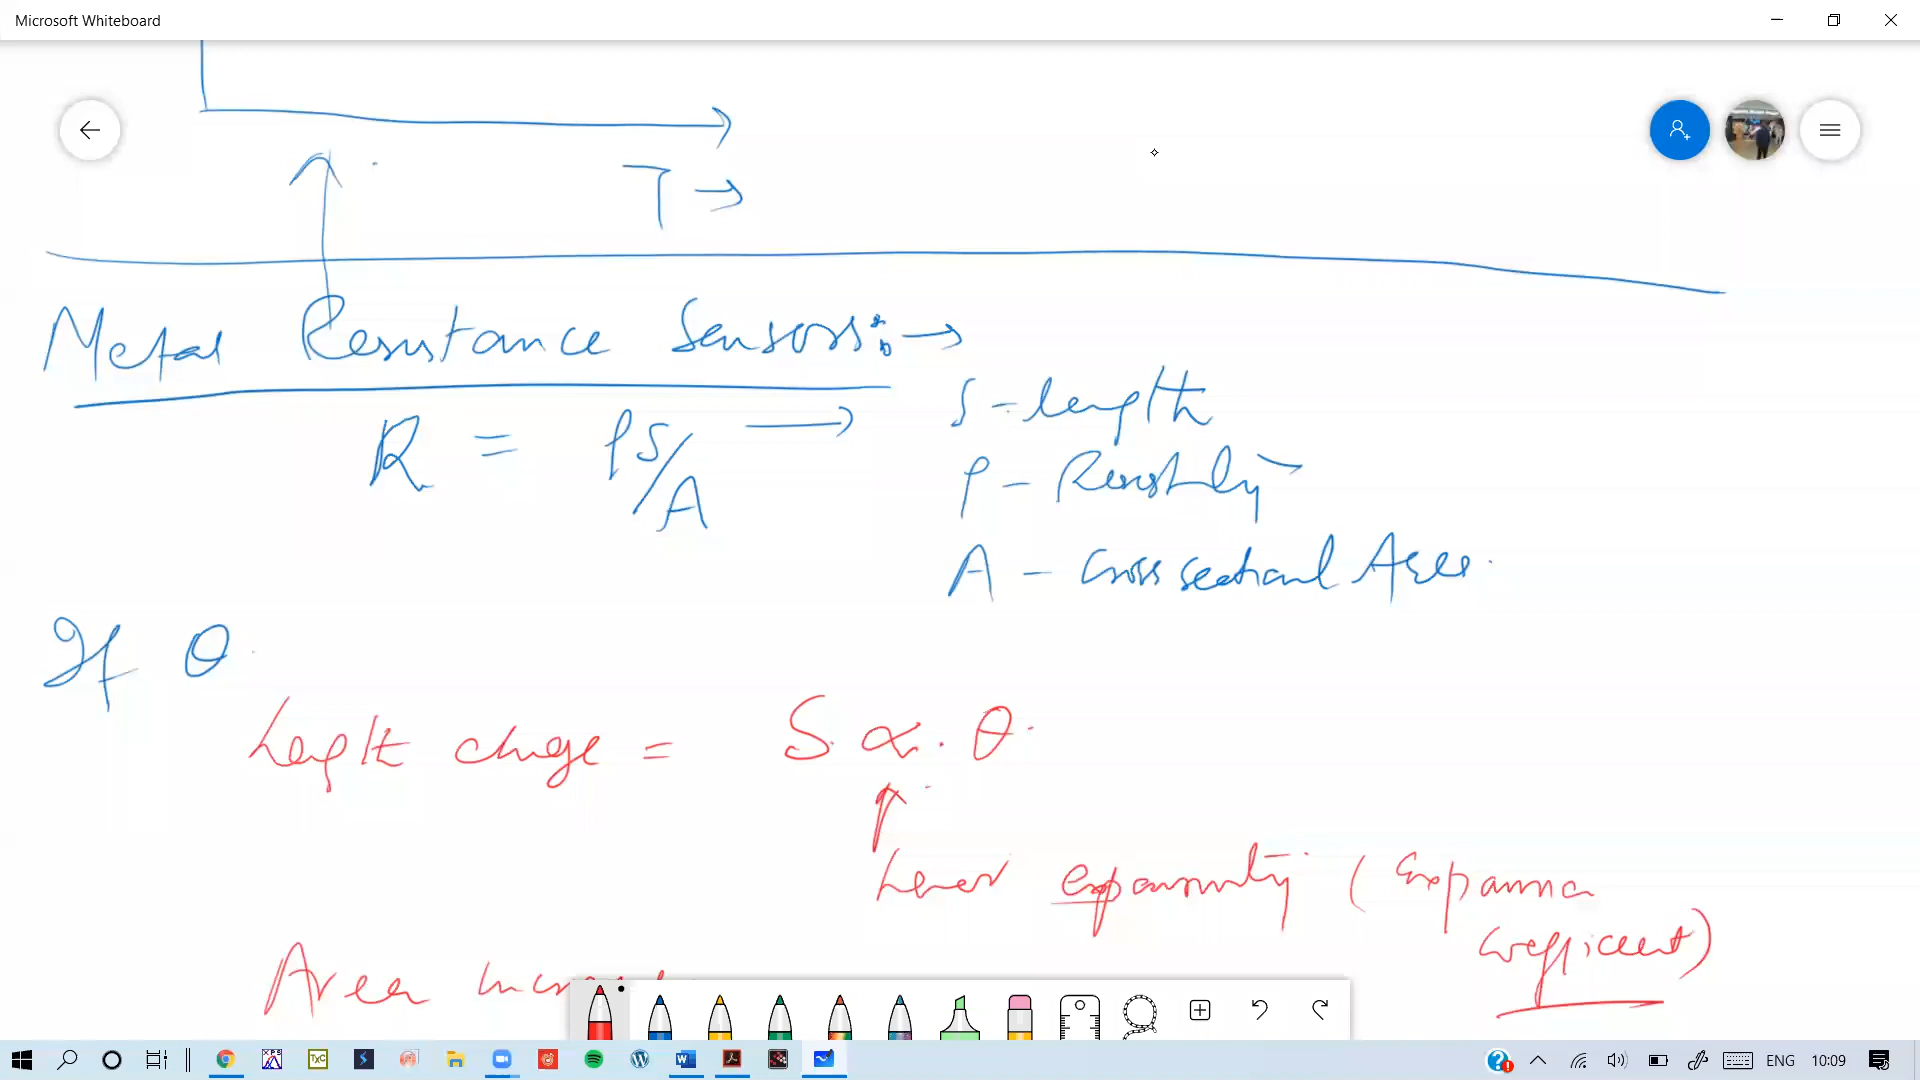 Microsoft Whiteboard
T →
Metal Resistance Sensors: →
R = ρS/A → S - length
ρ - Resistivity
A - Cross sectional Area.
If θ
Length change = S. α. θ.
Linear expansivity (Expansion
coefficient)
Area
ENG 10:09